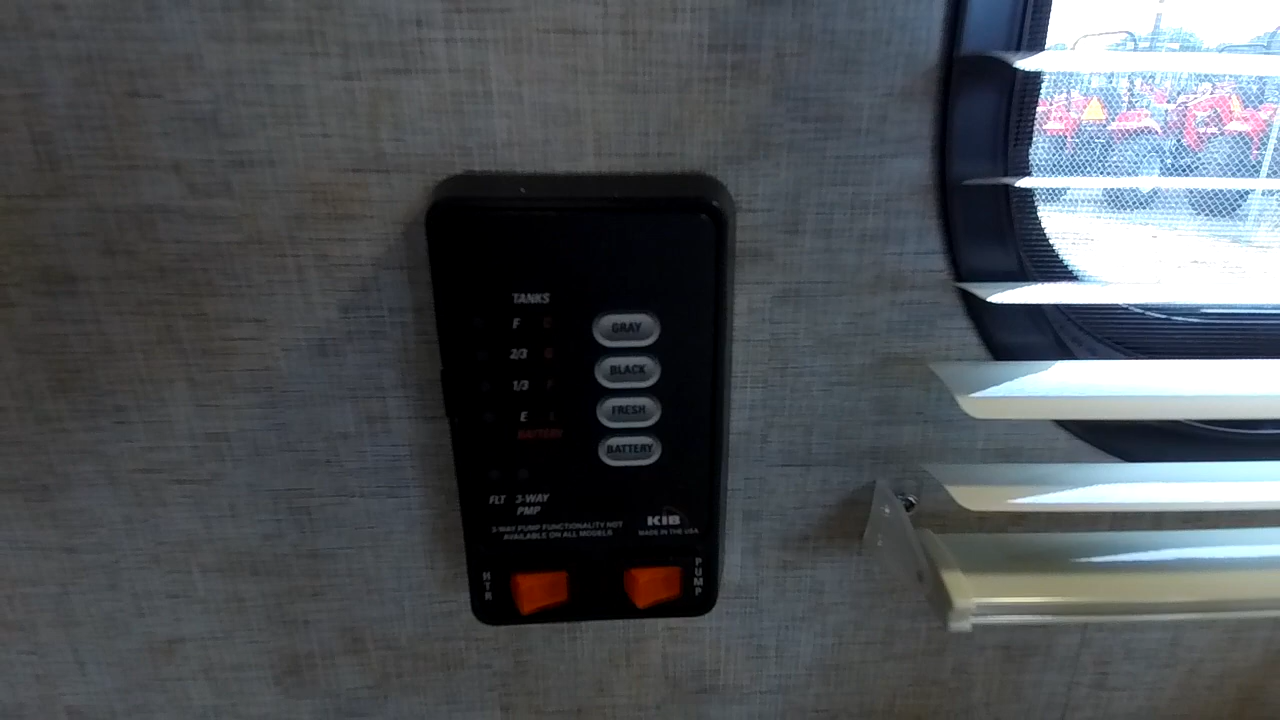 TANKS
F C
2/3 G
1/3 F
E L
BATTERY
GRAY
BLACK
FRESH
BATTERY
FLT 3-WAY
PMP
3-WAY PUMP FUNCTIONALITY NOT
AVAILABLE ON ALL MODELS
KIB
MADE IN THE USA
HTR
PUMP